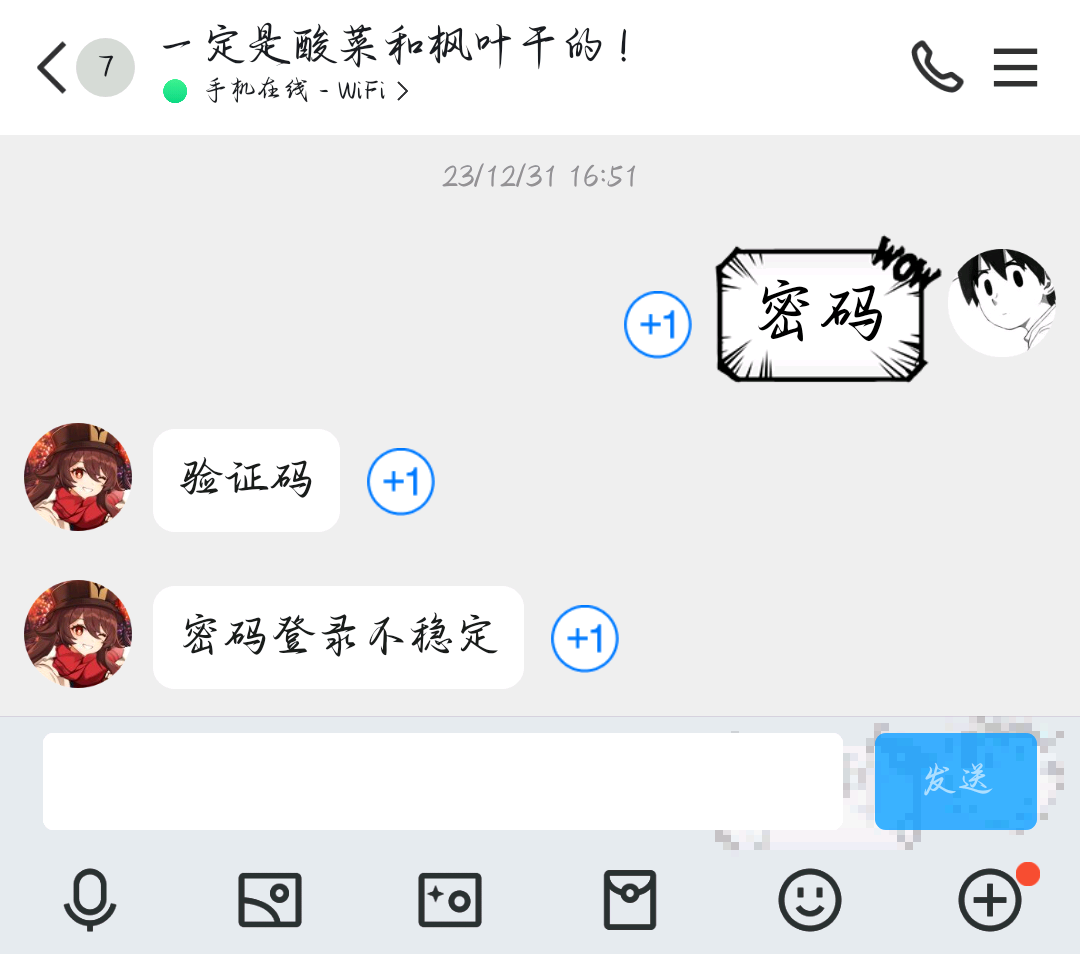 一定是酸菜和枫叶干的！
7
手机在线 - WiFi >
23/12/31 16:51
WOW
密码
+1
验证码
+1
密码登录不稳定
+1
发送